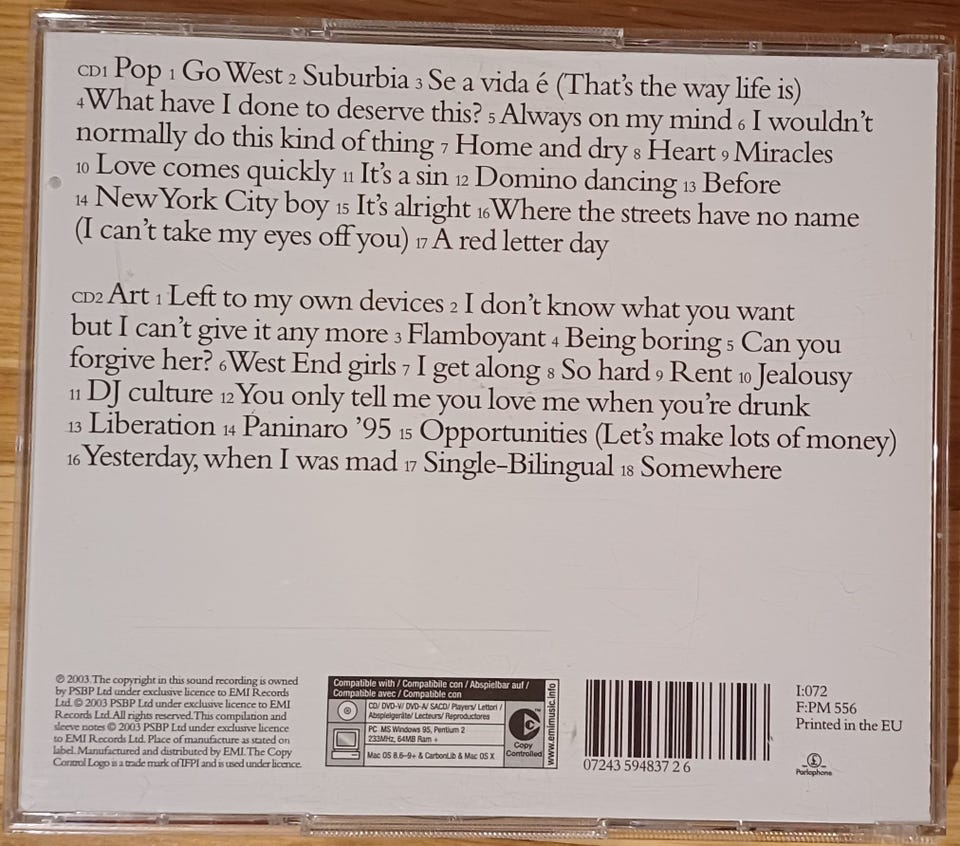 CD1 Pop 1 Go West 2 Suburbia 3 Se a vida é (That's the way life is)
4 What have I done to deserve this? 5 Always on my mind 6 I wouldn't
normally do this kind of thing 7 Home and dry 8 Heart 9 Miracles
10 Love comes quickly 11 It's a sin 12 Domino dancing 13 Before
14 New York City boy 15 It's alright 16 Where the streets have no name
(I can't take my eyes off you) 17 A red letter day
CD2 Art 1 Left to my own devices 2 I don't know what you want
but I can't give it any more 3 Flamboyant 4 Being boring 5 Can you
forgive her? 6 West End girls 7 I get along 8 So hard 9 Rent 10 Jealousy
11 DJ culture 12 You only tell me you love me when you're drunk
13 Liberation 14 Paninaro '95 15 Opportunities (Let's make lots of money)
16 Yesterday, when I was mad 17 Single-Bilingual 18 Somewhere
℗ 2003. The copyright in this sound recording is owned
by PSBP Ltd under exclusive licence to EMI Records
Ltd. © 2003 PSBP Ltd under exclusive licence to EMI
Records Ltd. All rights reserved. This compilation and
sleeve notes © 2003 PSBP Ltd under exclusive licence
to EMI Records Ltd. Place of manufacture as stated on
label. Manufactured and distributed by EMI. The Copy
Control Logo is a trade mark of IFPI and is used under licence.
Compatible with / Compatibile con / Abspielbar auf /
Compatible avec / Compatible con
CD/ DVD-V/ DVD-A/ SACD/ Players/ Lettori /
Abspielgeräte/ Lecteurs/ Reproductores
PC MS Windows 95, Pentium 2
233MHz, 64MB Ram +
Mac OS 8.6-9+ & CarbonLib & Mac OS X
Copy
Controlled
TM
www.emimusic.info
07243 594837 2 6
I:072
F:PM 556
Printed in the EU
£
Parlophone